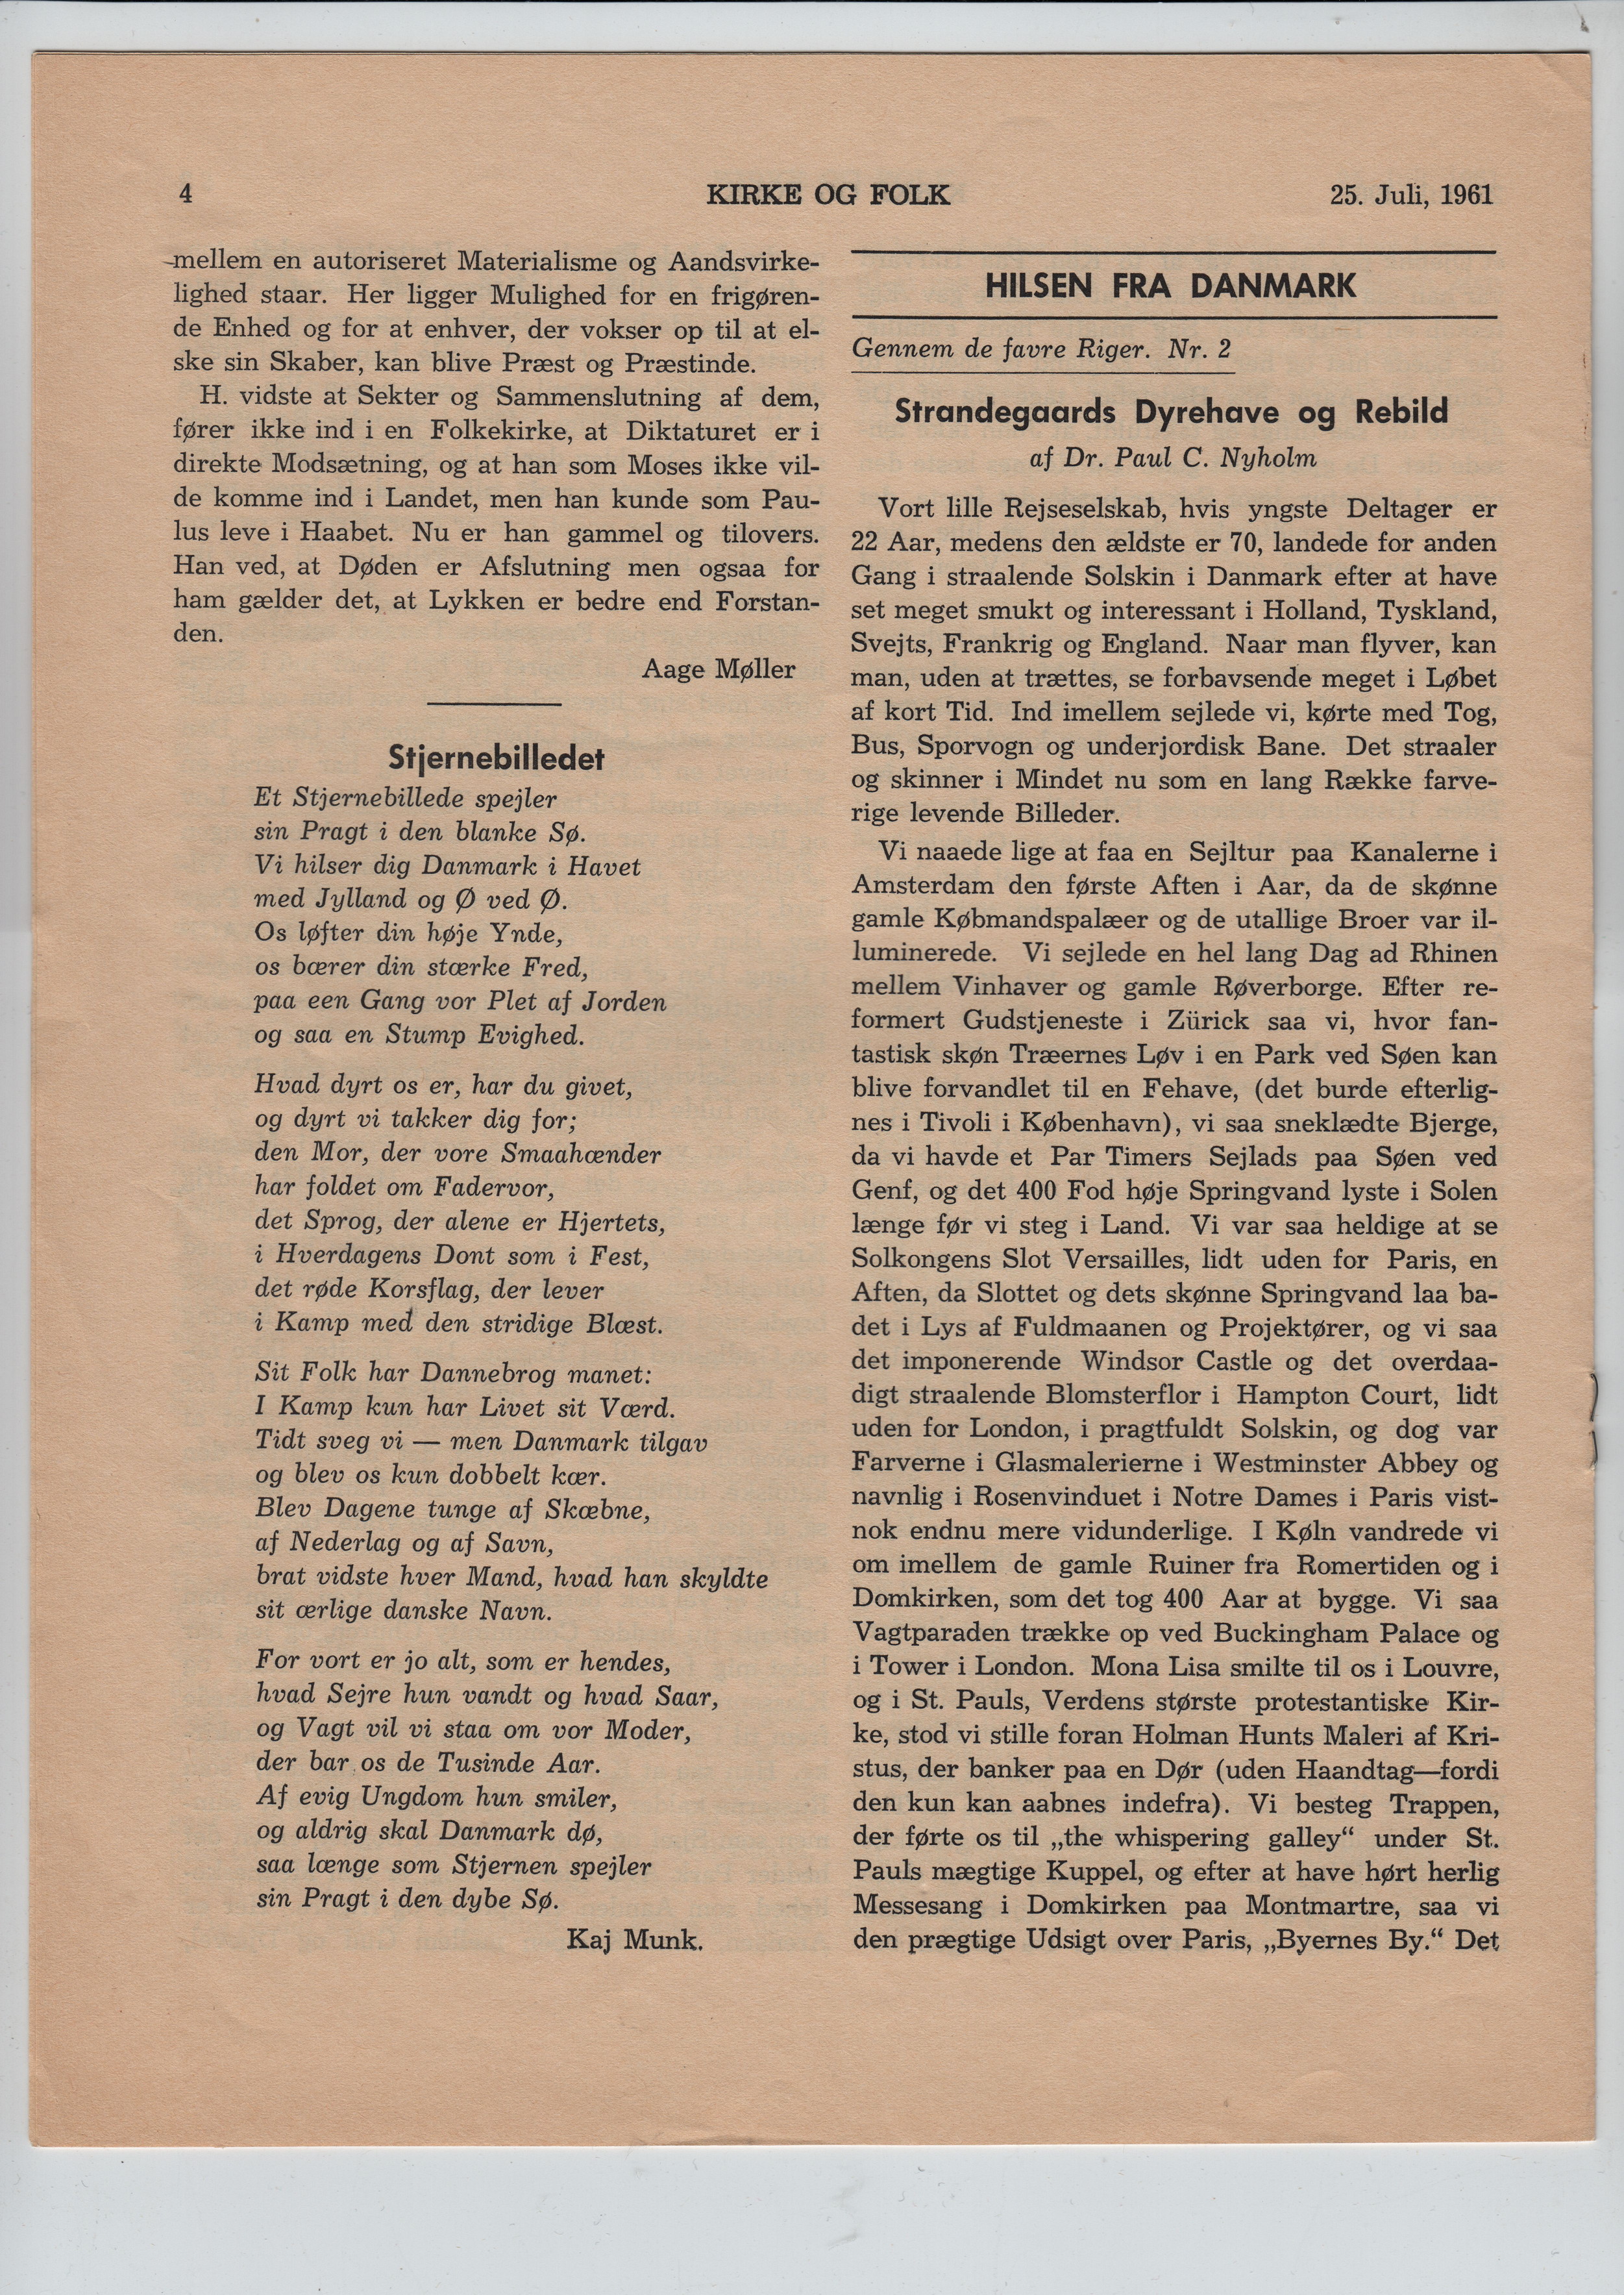 4
KIRKE OG FOLK
25. Juli, 1961
mellem en autoriseret Materialisme og Aandsvirke-
lighed staar. Her ligger Mulighed for en frigøren-
de Enhed og for at enhver, der vokser op til at el-
ske sin Skaber, kan blive Præst og Præstinde.
H. vidste at Sekter og Sammenslutning af dem,
fører ikke ind i en Folkekirke, at Diktaturet er i
direkte Modsætning, og at han som Moses ikke vil-
de komme ind i Landet, men han kunde som Pau-
lus leve i Haabet. Nu er han gammel og tilovers.
Han ved, at Døden er Afslutning men ogsaa for
ham gælder det, at Lykken er bedre end Forstan-
den.
Aage Møller
Stjernebilledet
Et Stjernebillede spejler
sin Pragt i den blanke Sø.
Vi hilser dig Danmark i Havet
med Jylland og Ø ved Ø.
Os løfter din høje Ynde,
os bærer din stærke Fred,
paa een Gang vor Plet af Jorden
og saa en Stump Evighed.
Hvad dyrt os er, har du givet,
og dyrt vi takker dig for;
den Mor, der vore Smaahænder
har foldet om Fadervor,
det Sprog, der alene er Hjertets,
i Hverdagens Dont som i Fest,
det røde Korsflag, der lever
i Kamp med den stridige Blæst.
Sit Folk har Dannebrog manet:
I Kamp kun har Livet sit Værd.
Tidt sveg vi — men Danmark tilgav
og blev os kun dobbelt kær.
Blev Dagene tunge af Skæbne,
af Nederlag og af Savn,
brat vidste hver Mand, hvad han skyldte
sit ærlige danske Navn.
For vort er jo alt, som er hendes,
hvad Sejre hun vandt og hvad Saar,
og Vagt vil vi staa om vor Moder,
der bar os de Tusinde Aar.
Af evig Ungdom hun smiler,
og aldrig skal Danmark dø,
saa længe som Stjernen spejler
sin Pragt i den dybe Sø.
Kaj Munk.
HILSEN FRA DANMARK
Gennem de favre Riger. Nr. 2
Strandegaards Dyrehave og Rebild
af Dr. Paul C. Nyholm
Vort lille Rejseselskab, hvis yngste Deltager er
22 Aar, medens den ældste er 70, landede for anden
Gang i straalende Solskin i Danmark efter at have
set meget smukt og interessant i Holland, Tyskland,
Svejts, Frankrig og England. Naar man flyver, kan
man, uden at trættes, se forbavsende meget i Løbet
af kort Tid. Ind imellem sejlede vi, kørte med Tog,
Bus, Sporvogn og underjordisk Bane. Det straaler
og skinner i Mindet nu som en lang Række farve-
rige levende Billeder.
Vi naaede lige at faa en Sejltur paa Kanalerne i
Amsterdam den første Aften i Aar, da de skønne
gamle Købmandspalæer og de utallige Broer var il-
luminerede. Vi sejlede en hel lang Dag ad Rhinen
mellem Vinhaver og gamle Røverborge. Efter re-
formert Gudstjeneste i Zürick saa vi, hvor fan-
tastisk skøn Træernes Løv i en Park ved Søen kan
blive forvandlet til en Fehave, (det burde efterlig-
nes i Tivoli i København), vi saa sneklædte Bjerge,
da vi havde et Par Timers Sejlads paa Søen ved
Genf, og det 400 Fod høje Springvand lyste i Solen
længe før vi steg i Land. Vi var saa heldige at se
Solkongens Slot Versailles, lidt uden for Paris, en
Aften, da Slottet og dets skønne Springvand laa ba-
det i Lys af Fuldmaanen og Projektører, og vi saa
det imponerende Windsor Castle og det overdaa-
digt straalende Blomsterflor i Hampton Court, lidt
uden for London, i pragtfuldt Solskin, og dog var
Farverne i Glasmalerierne i Westminster Abbey og
navnlig i Rosenvinduet i Notre Dames i Paris vist-
nok endnu mere vidunderlige. I Køln vandrede vi
om imellem de gamle Ruiner fra Romertiden og i
Domkirken, som det tog 400 Aar at bygge. Vi saa
Vagtparaden trække op ved Buckingham Palace og
i Tower i London. Mona Lisa smilte til os i Louvre,
og i St. Pauls, Verdens største protestantiske Kir-
ke, stod vi stille foran Holman Hunts Maleri af Kri-
stus, der banker paa en Dør (uden Haandtag—fordi
den kun kan aabnes indefra). Vi besteg Trappen,
der førte os til „the whispering galley“ under St.
Pauls mægtige Kuppel, og efter at have hørt herlig
Messesang i Domkirken paa Montmartre, saa vi
den prægtige Udsigt over Paris, „Byernes By.“ Det